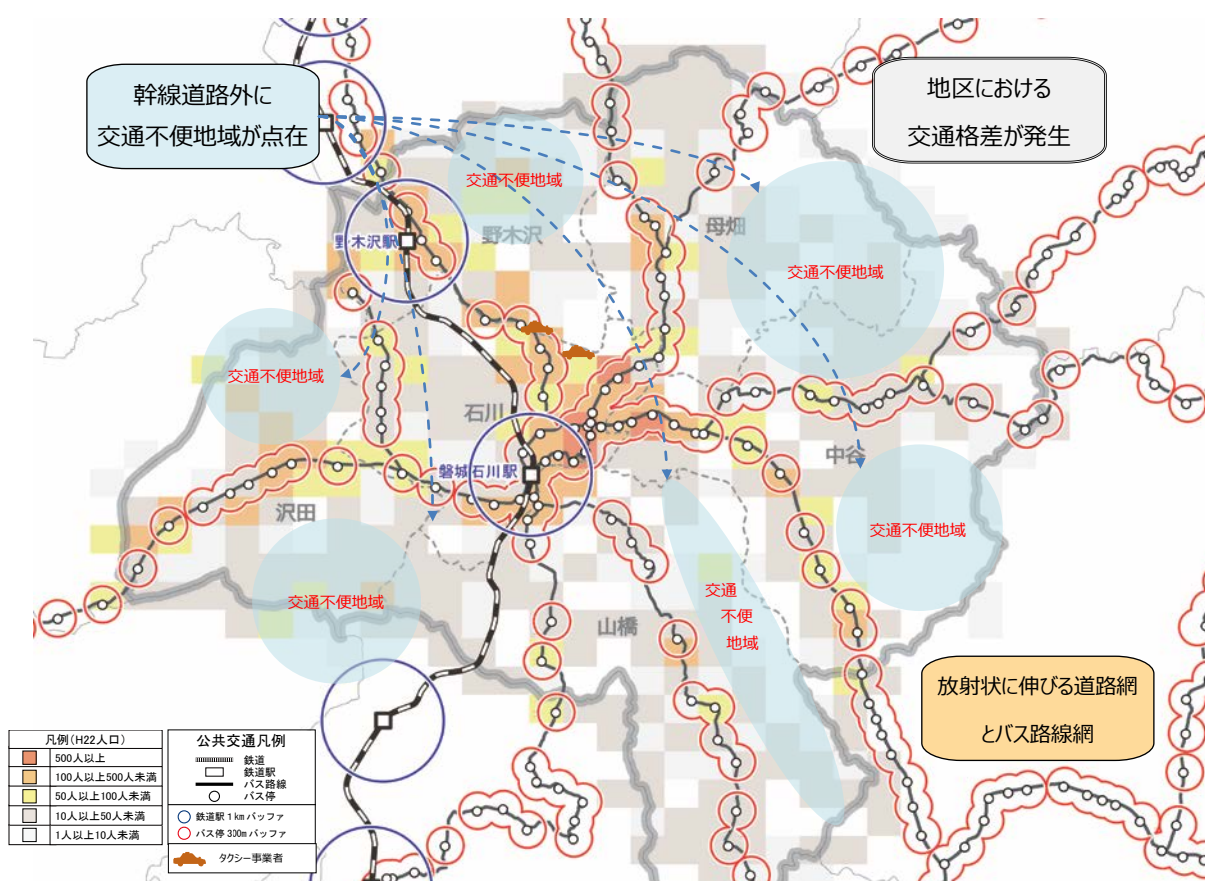 幹線道路外に
交通不便地域が点在
地区における
交通格差が発生
交通不便地域
野木沢
母畑
野木沢駅
交通不便地域
交通不便地域
石川
中谷
磐城石川駅
沢田
交通不便地域
交通不便地域
交通
不便
地域
山橋
放射状に伸びる道路網
とバス路線網
凡例(H22人口)
500人以上
100人以上500人未満
50人以上100人未満
10人以上50人未満
1人以上10人未満
公共交通凡例
鉄道
鉄道駅
バス路線
バス停
鉄道駅1kmバッファ
バス停300mバッファ
タクシー事業者